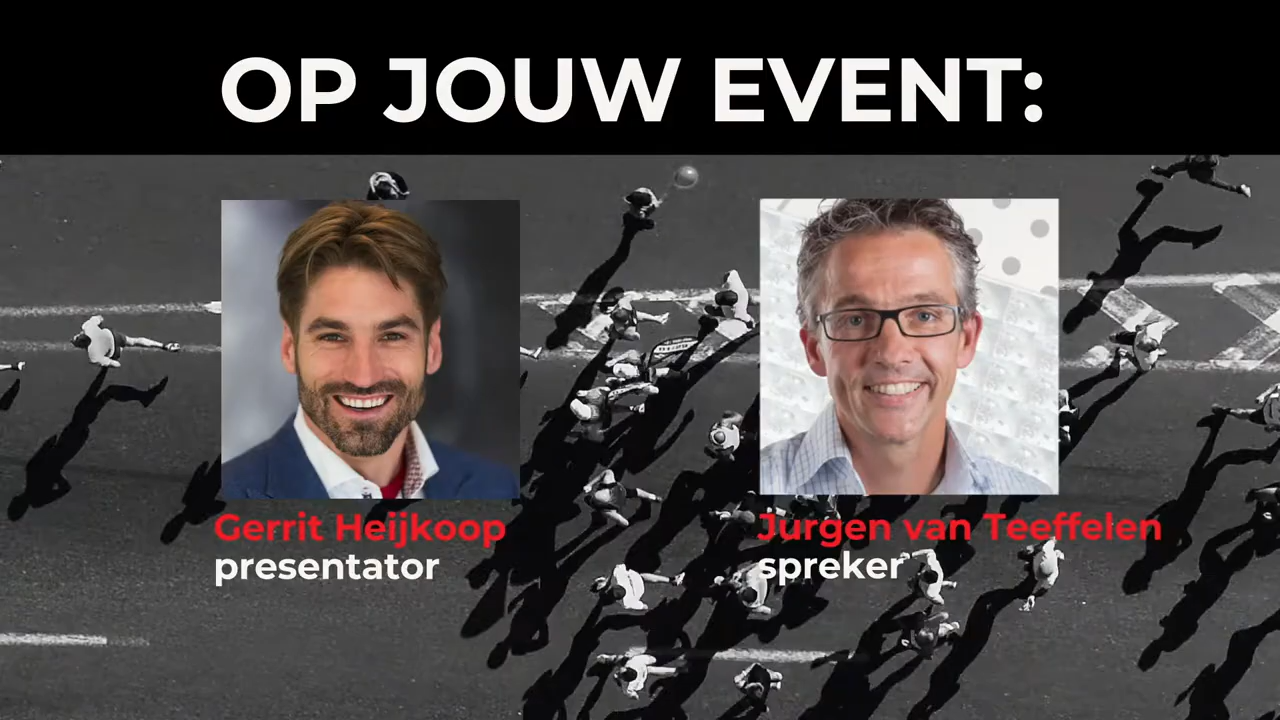 OP JOUW EVENT:
Gerrit Heijkoop
presentator
Jurgen van Teeffelen
spreker